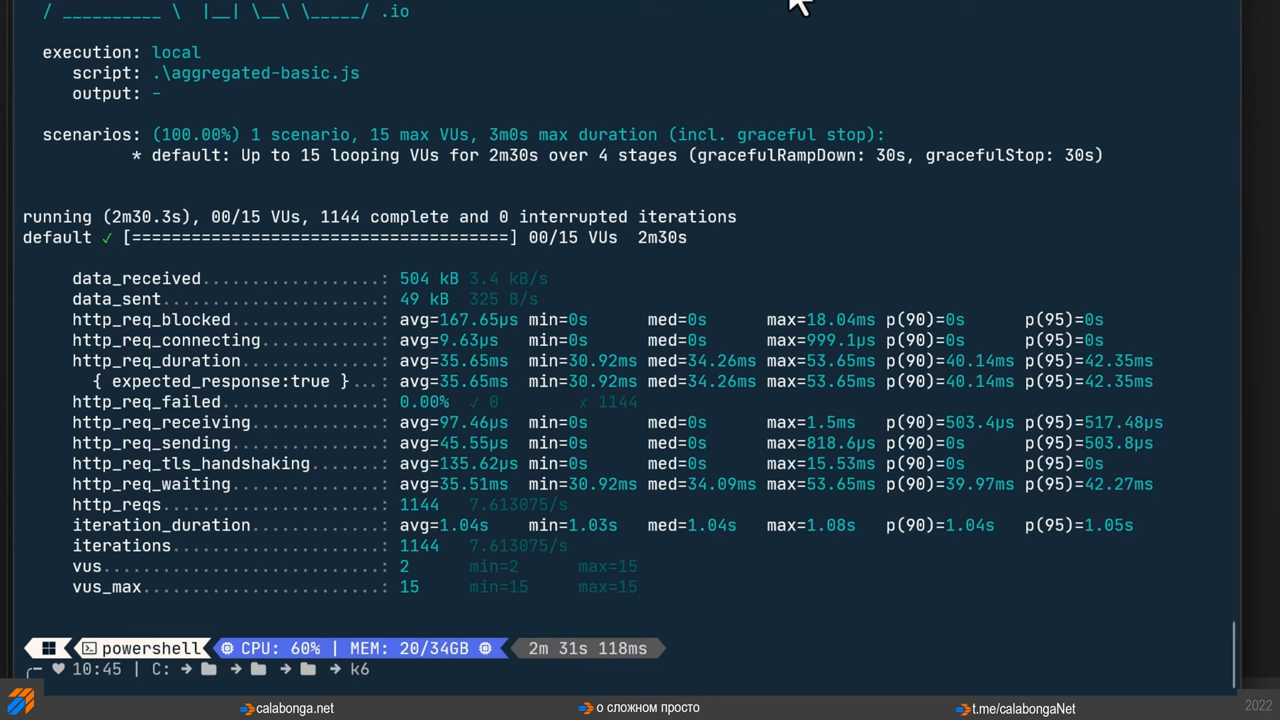 / __________ \  |__| \__\ \_____/ .io
execution: local
script: .\aggregated-basic.js
output: -
scenarios: (100.00%) 1 scenario, 15 max VUs, 3m0s max duration (incl. graceful stop):
* default: Up to 15 looping VUs for 2m30s over 4 stages (gracefulRampDown: 30s, gracefulStop: 30s)
running (2m30.3s), 00/15 VUs, 1144 complete and 0 interrupted iterations
default ✓ [======================================] 00/15 VUs  2m30s
data_received..................: 504 kB 3.4 kB/s
data_sent......................: 49 kB  325 B/s
http_req_blocked...............: avg=167.65µs min=0s      med=0s      max=18.04ms p(90)=0s      p(95)=0s
http_req_connecting............: avg=9.63µs   min=0s      med=0s      max=999.1µs p(90)=0s      p(95)=0s
http_req_duration..............: avg=35.65ms  min=30.92ms med=34.26ms max=53.65ms p(90)=40.14ms p(95)=42.35ms
{ expected_response:true }...: avg=35.65ms  min=30.92ms med=34.26ms max=53.65ms p(90)=40.14ms p(95)=42.35ms
http_req_failed................: 0.00%  ✓ 0         x 1144
http_req_receiving.............: avg=97.46µs  min=0s      med=0s      max=1.5ms   p(90)=503.4µs p(95)=517.48µs
http_req_sending...............: avg=45.55µs  min=0s      med=0s      max=818.6µs p(90)=0s      p(95)=503.8µs
http_req_tls_handshaking.......: avg=135.62µs min=0s      med=0s      max=15.53ms p(90)=0s      p(95)=0s
http_req_waiting...............: avg=35.51ms  min=30.92ms med=34.09ms max=53.65ms p(90)=39.97ms p(95)=42.27ms
http_reqs......................: 1144   7.613075/s
iteration_duration.............: avg=1.04s    min=1.03s   med=1.04s   max=1.08s   p(90)=1.04s   p(95)=1.05s
iterations.....................: 1144   7.613075/s
vus............................: 2      min=2      max=15
vus_max........................: 15     min=15     max=15
powershell CPU: 60% | MEM: 20/34GB 2m 31s 118ms
10:45 | C: → → → → k6
calabonga.net
о сложном просто
t.me/calabongaNet
2022